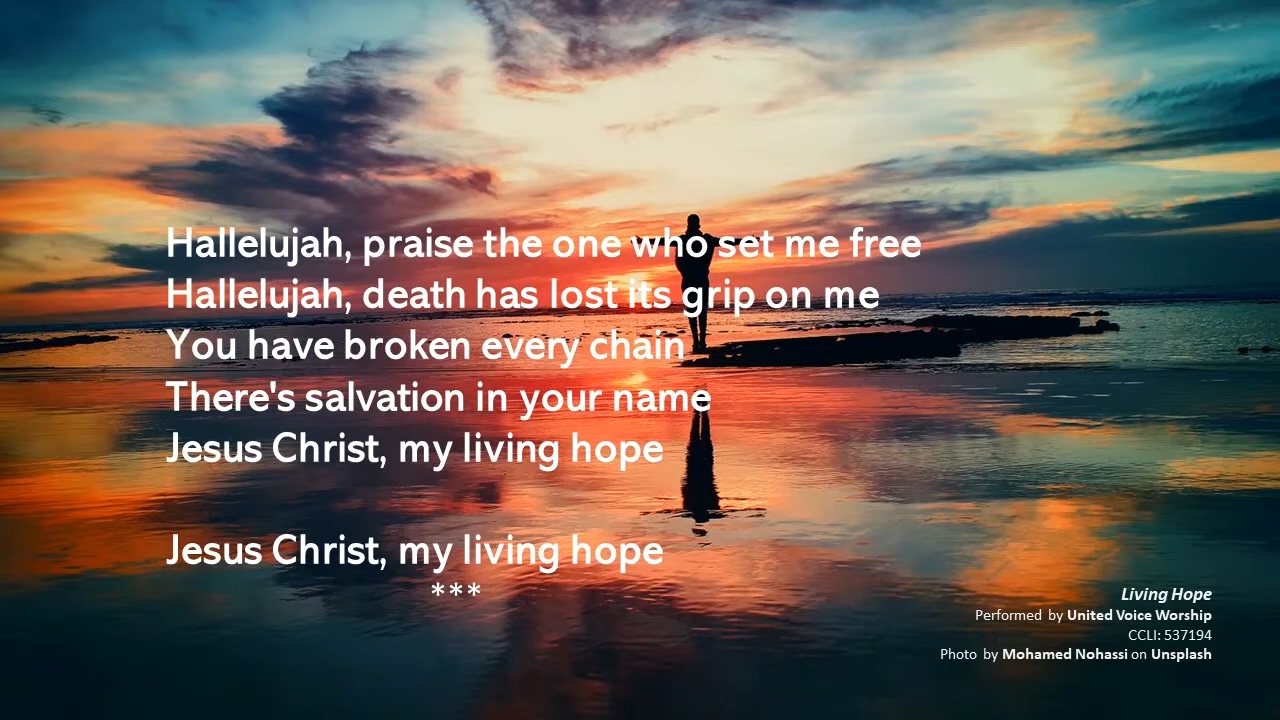 Hallelujah, praise the one who set me free
Hallelujah, death has lost its grip on me
You have broken every chain
There's salvation in your name
Jesus Christ, my living hope
Jesus Christ, my living hope
***
Living Hope
Performed by United Voice Worship
CCLI: 537194
Photo by Mohamed Nohassi on Unsplash